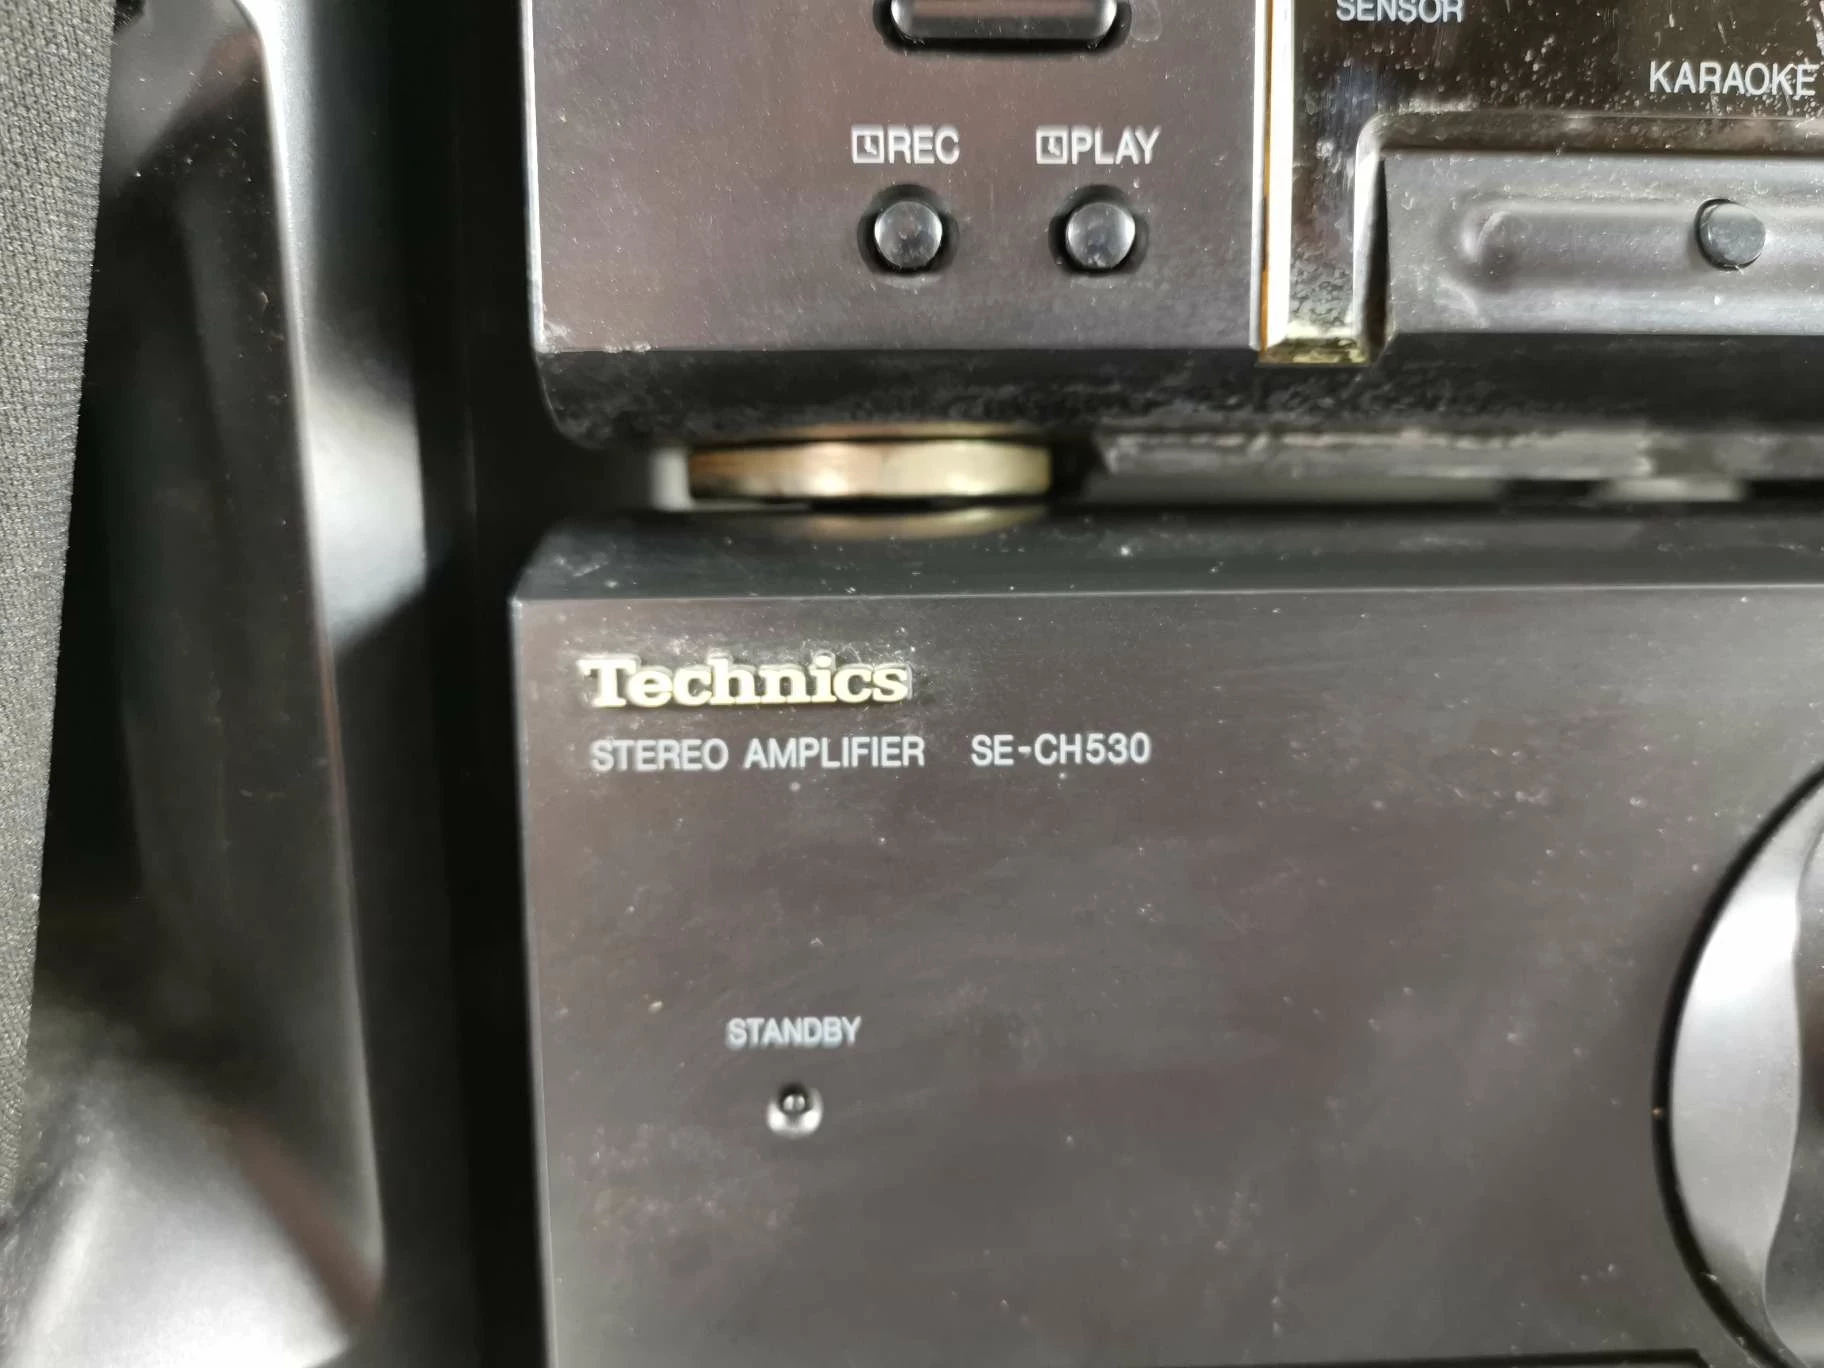 SENSOR
KARAOKE
REC PLAY
Technics
STEREO AMPLIFIER SE-CH530
STANDBY